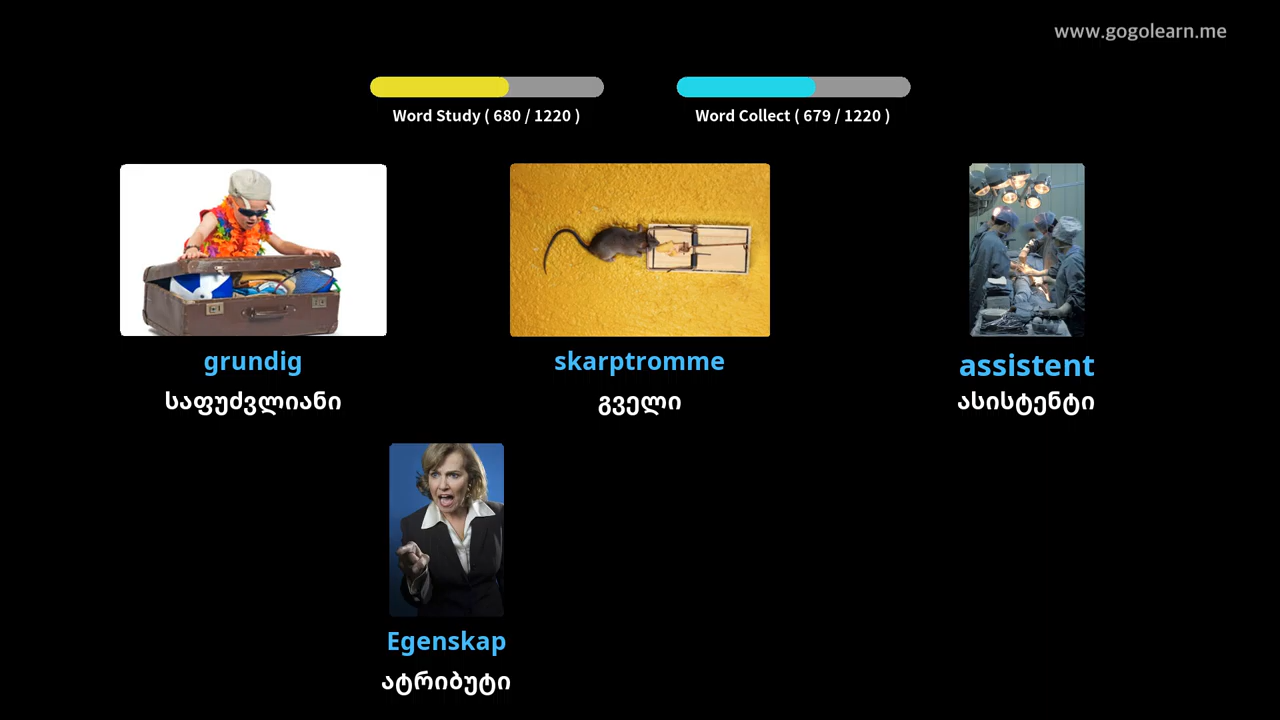 www.gogolearn.me
Word Study ( 680 / 1220 )
Word Collect ( 679 / 1220 )
grundig
skarptromme
assistent
საფუძვლიანი
გველი
ასისტენტი
Egenskap
ატრიბუტი